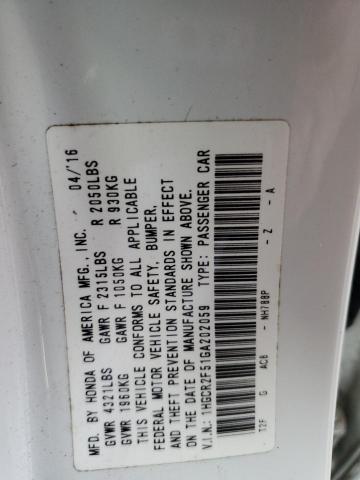 MFD. BY HONDA OF AMERICA MFG., INC. 04/'16
GVWR 4321LBS GAWR F 2315LBS R 2050LBS
GVWR 1960KG GAWR F 1050KG R 930KG
THIS VEHICLE CONFORMS TO ALL APPLICABLE
FEDERAL MOTOR VEHICLE SAFETY, BUMPER,
AND THEFT PREVENTION STANDARDS IN EFFECT
ON THE DATE OF MANUFACTURE SHOWN ABOVE.
V.I.N.: 1HGCR2F51GA202059 TYPE: PASSENGER CAR
T2F G ACB - NH788P - Z - A